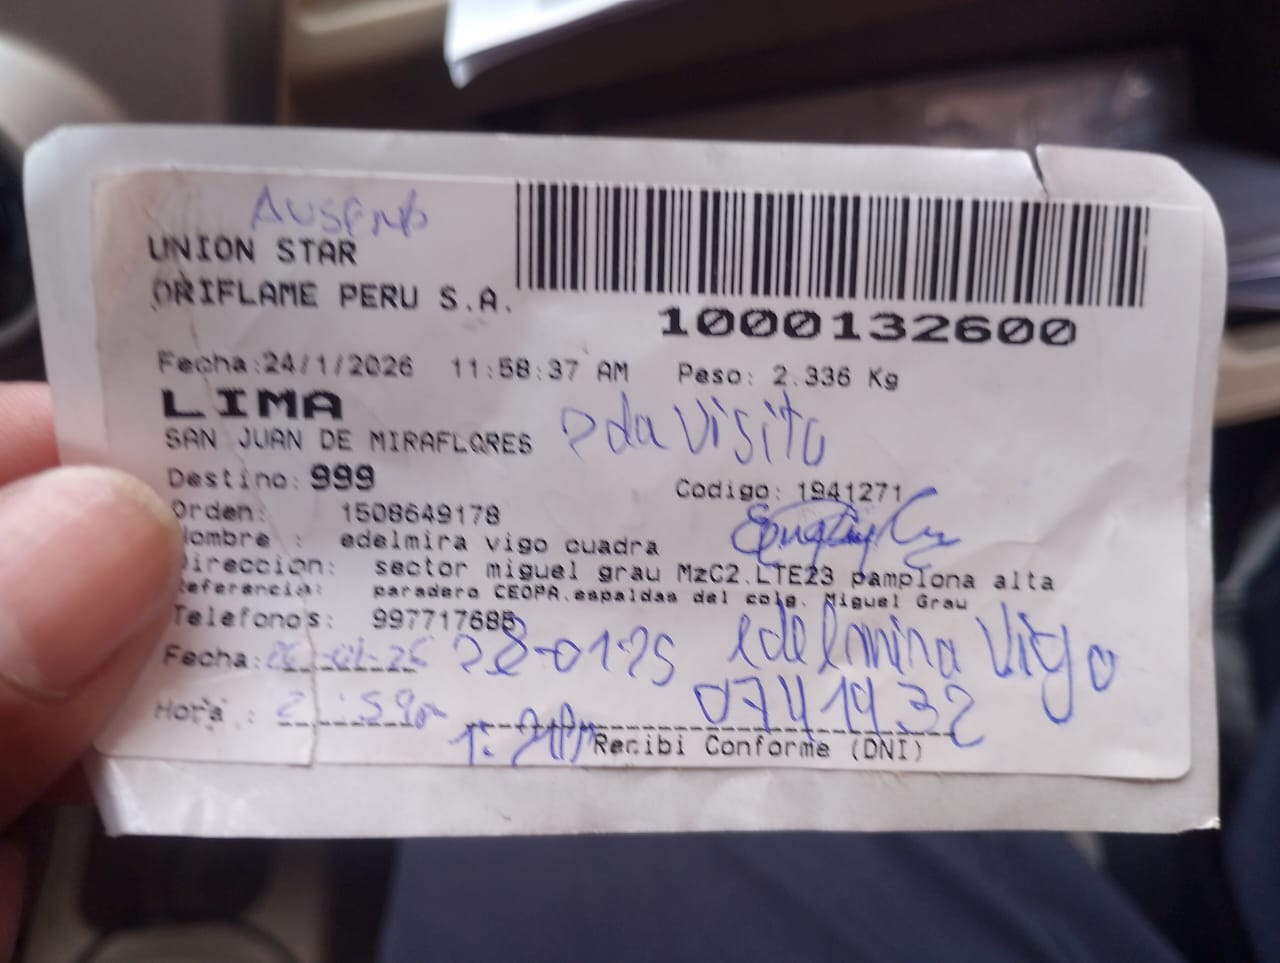 Ausente
UNION STAR
ORIFLAME PERU S.A.
1000132600
Fecha:24/1/2026 11:58:37 AM Peso: 2.336 Kg
LIMA
SAN JUAN DE MIRAFLORES
2da visita
Destino: 999
Codigo: 1941271
Orden: 1508649178
Nombre : edelmira vigo cuadra
Direccion: sector miguel grau MzC2.LTE23 pamplona alta
Referencia: paradero CEOPA.espaldas del colg. Miguel Grau
Telefonos: 997717685
Fecha: 28-01-25 edelmira Vigo
Hora : 0741932
Recibi Conforme (DNI)